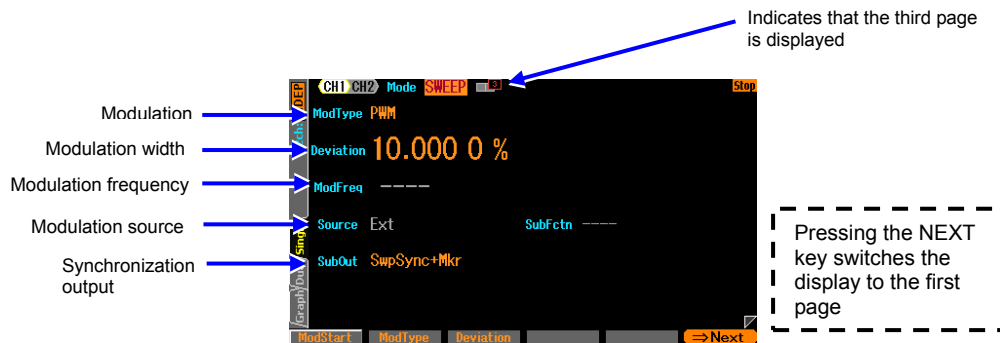 Indicates that the third page
is displayed
CH1 CH2 Mode SWEEP 3 Stop
Modulation
ModType PWM
Modulation width
Deviation 10.000 0 %
Modulation frequency
ModFreq ----
Modulation source
Source Ext SubFctn ----
Synchronization
output
SubOut SwpSync+Mkr
Pressing the NEXT
key switches the
display to the first
page
ModStart ModType Deviation ⇒Next